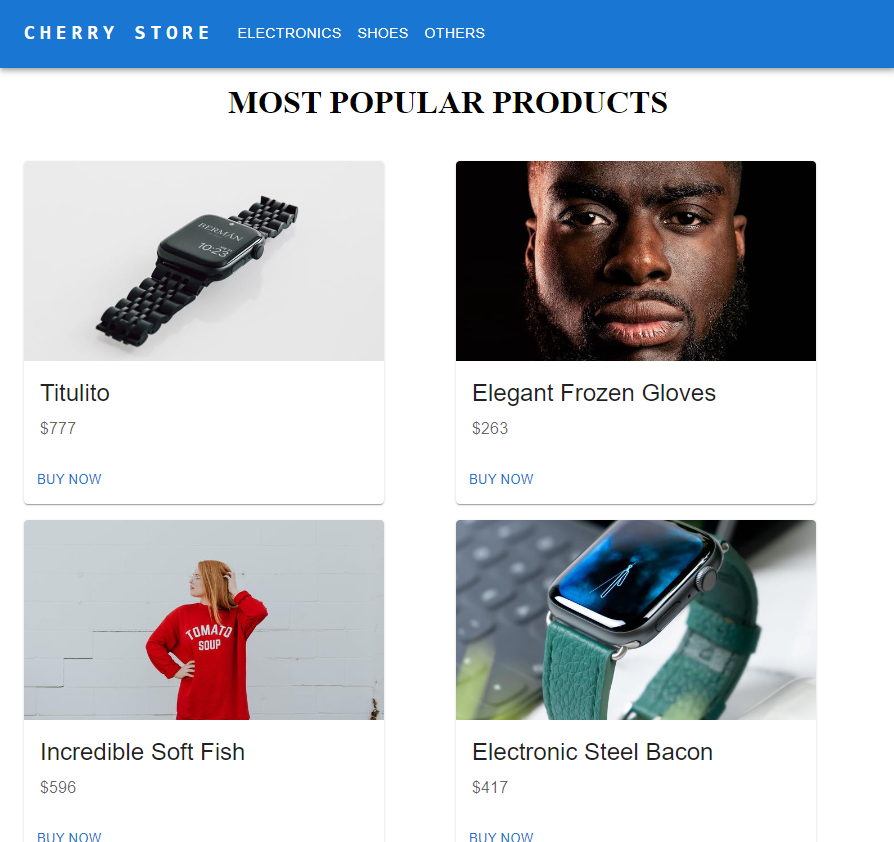 CHERRY STORE ELECTRONICS SHOES OTHERS
MOST POPULAR PRODUCTS
BERMAN
10:23
Titulito
$777
BUY NOW
Elegant Frozen Gloves
$263
BUY NOW
TOMATO
SOUP
Incredible Soft Fish
$596
BUY NOW
Electronic Steel Bacon
$417
BUY NOW